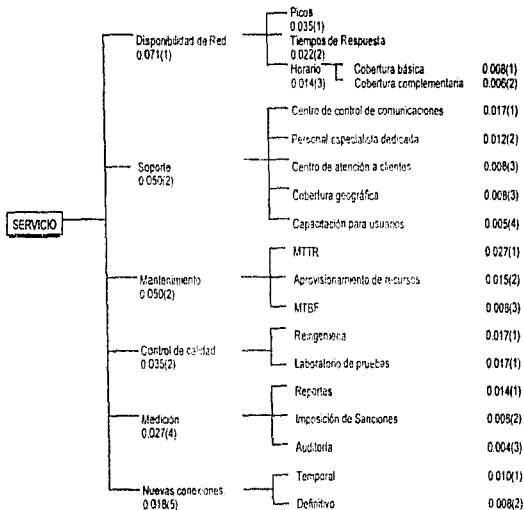 SERVICIO
Disponibilidad de Red
0.071(1)
Picos
0.035(1)
Tiempos de Respuesta
0.022(2)
Horario
0.014(3)
Cobertura básica 0.008(1)
Cobertura complementaria 0.006(2)
Soporte
0.050(2)
Centro de control de comunicaciones 0.017(1)
Personal especialista dedicada 0.012(2)
Centro de atención a clientes 0.008(3)
Cobertura geográfica 0.008(3)
Capacitación para usuarios 0.005(4)
Mantenimiento
0.050(2)
MTTR 0.027(1)
Aprovisionamiento de recursos 0.015(2)
MTBF 0.008(3)
Control de calidad
0.035(2)
Reingeniería 0.017(1)
Laboratorio de pruebas 0.017(1)
Medición
0.027(4)
Reportes 0.014(1)
Imposición de Sanciones 0.008(2)
Auditoría 0.004(3)
Nuevas conexiones
0.018(5)
Temporal 0.010(1)
Definitivo 0.008(2)